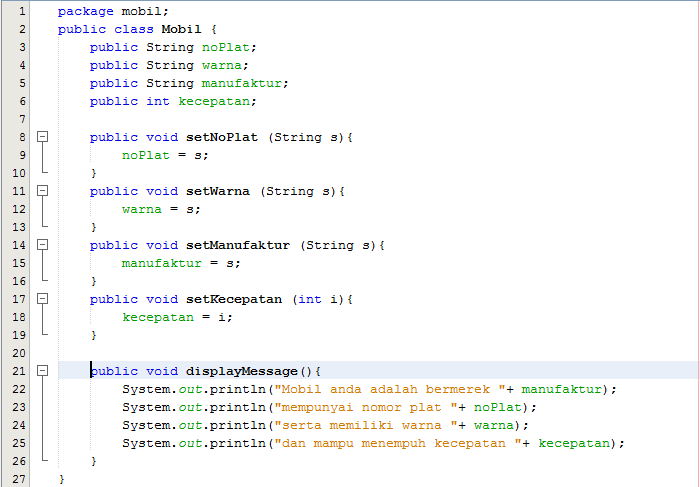 1 package mobil;
2 public class Mobil {
3 public String noPlat;
4 public String warna;
5 public String manufaktur;
6 public int kecepatan;
7
8 public void setNoPlat (String s){
9 noPlat = s;
10 }
11 public void setWarna (String s){
12 warna = s;
13 }
14 public void setManufaktur (String s){
15 manufaktur = s;
16 }
17 public void setKecepatan (int i){
18 kecepatan = i;
19 }
20
21 public void displayMessage(){
22 System.out.println("Mobil anda adalah bermerek "+ manufaktur);
23 System.out.println("mempunyai nomor plat "+ noPlat);
24 System.out.println("serta memiliki warna "+ warna);
25 System.out.println("dan mampu menempuh kecepatan "+ kecepatan);
26 }
27 }